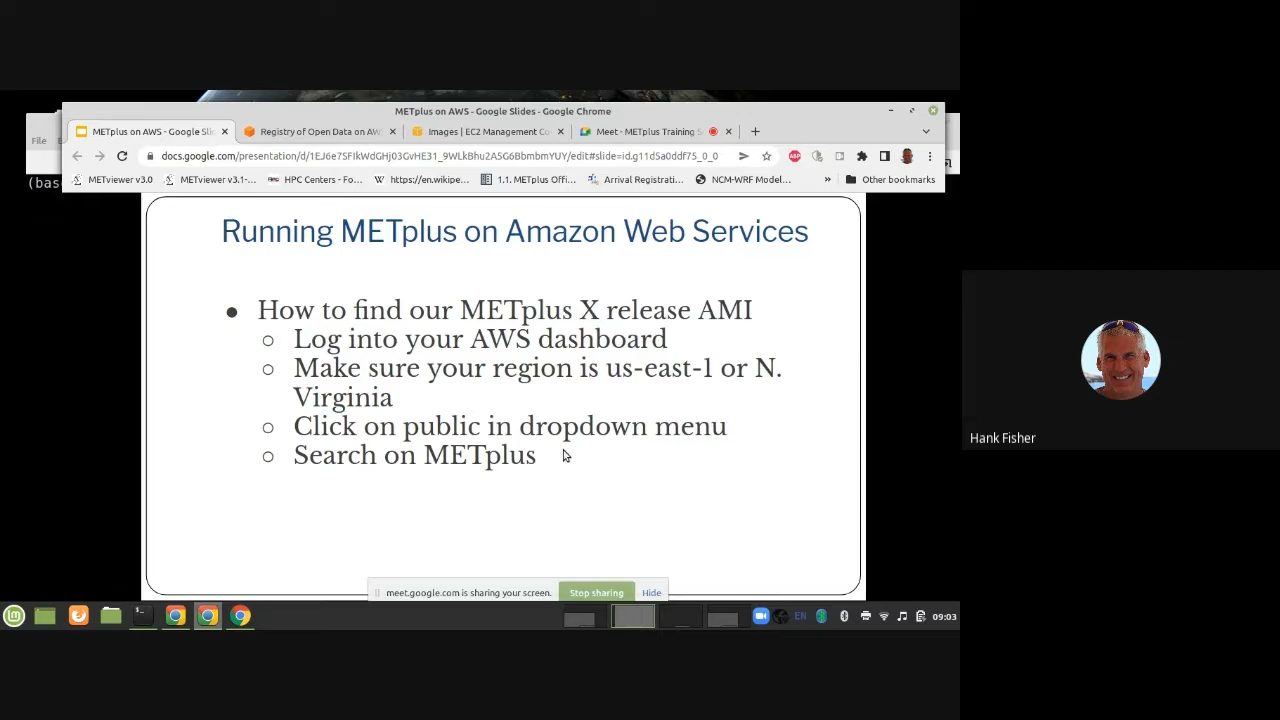 METplus on AWS - Google Slides - Google Chrome
File
METplus on AWS - Google Slic
Registry of Open Data on AW
Images | EC2 Management Co
Meet - METplus Training S
docs.google.com/presentation/d/1EJ6e7SFIkWdGHj03GvHE31_9WLkBhu2A5G6BbmbmYUY/edit#slide=id.g11d5a0ddf75_0_0
ABP
METviewer v3.0
METviewer v3.1-...
HPC Centers - Fo...
https://en.wikipe...
1.1. METplus Offi...
Arrival Registrati...
NCM-WRF Model...
»
Other bookmarks
(bas
Running METplus on Amazon Web Services
● How to find our METplus X release AMI
○ Log into your AWS dashboard
○ Make sure your region is us-east-1 or N.
Virginia
○ Click on public in dropdown menu
○ Search on METplus
Hank Fisher
meet.google.com is sharing your screen.
Stop sharing
Hide
EN
09:03